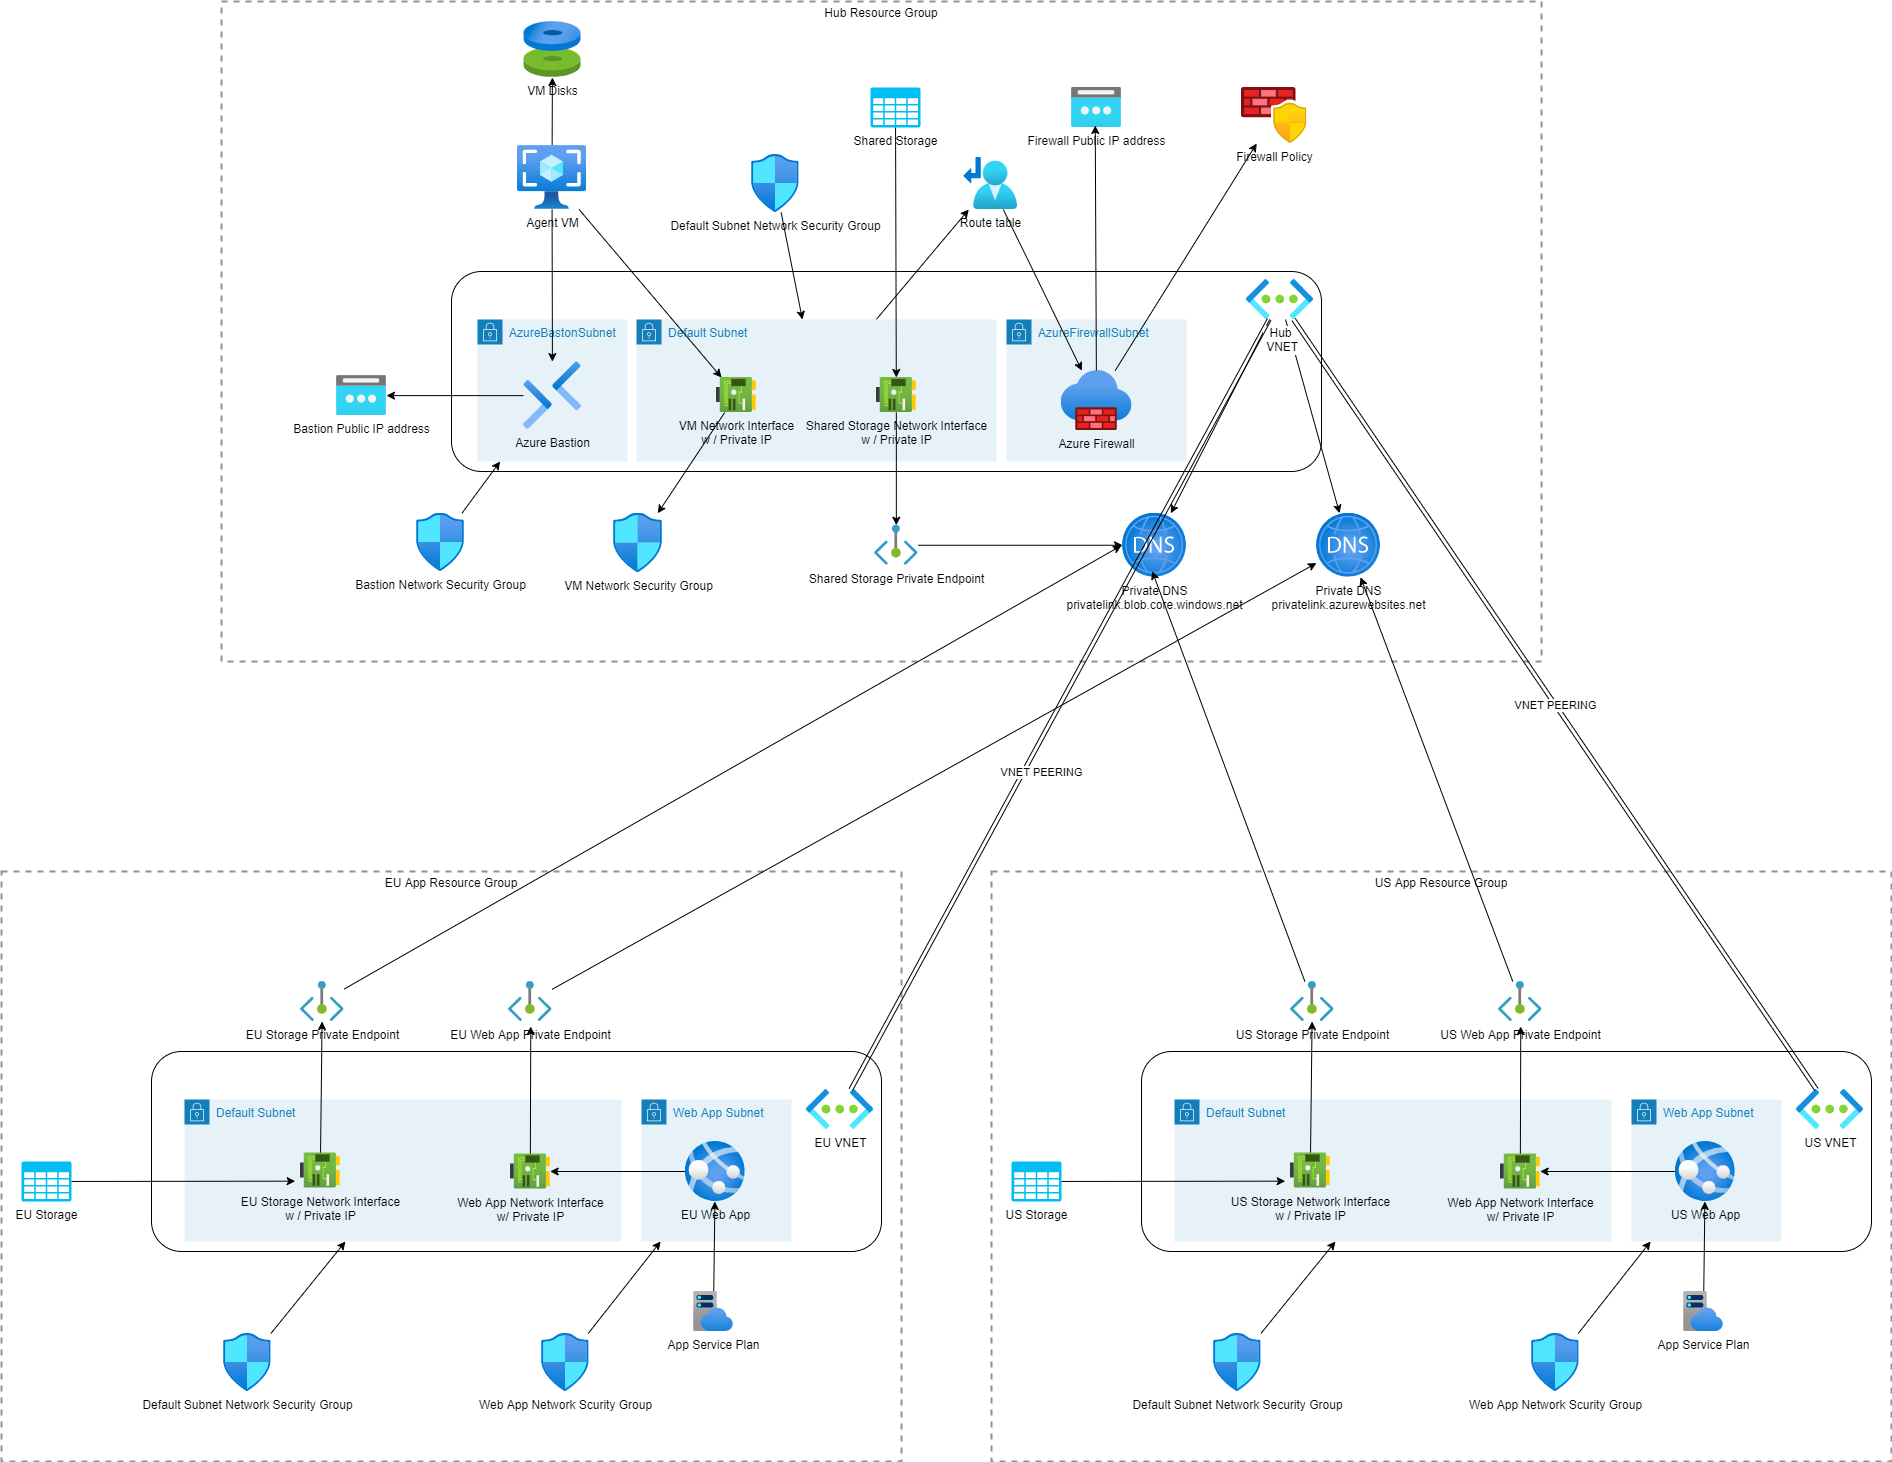 Hub Resource Group
VM Disks
Shared Storage
Firewall Public IP address
Firewall Policy
Agent VM
Default Subnet Network Security Group
Route table
AzureBastonSubnet
Default Subnet
AzureFirewallSubnet
Hub
VNET
Bastion Public IP address
Azure Bastion
VM Network Interface
w / Private IP
Shared Storage Network Interface
w / Private IP
Azure Firewall
Bastion Network Security Group
VM Network Security Group
Shared Storage Private Endpoint
DNS
Private DNS
privatelink.blob.core.windows.net
DNS
Private DNS
privatelink.azurewebsites.net
VNET PEERING
VNET PEERING
EU App Resource Group
EU Storage Private Endpoint
EU Web App Private Endpoint
Default Subnet
Web App Subnet
EU VNET
EU Storage
EU Storage Network Interface
w / Private IP
Web App Network Interface
w/ Private IP
EU Web App
App Service Plan
Default Subnet Network Security Group
Web App Network Scurity Group
US App Resource Group
US Storage Private Endpoint
US Web App Private Endpoint
Default Subnet
Web App Subnet
US VNET
US Storage
US Storage Network Interface
w / Private IP
Web App Network Interface
w/ Private IP
US Web App
App Service Plan
Default Subnet Network Security Group
Web App Network Scurity Group